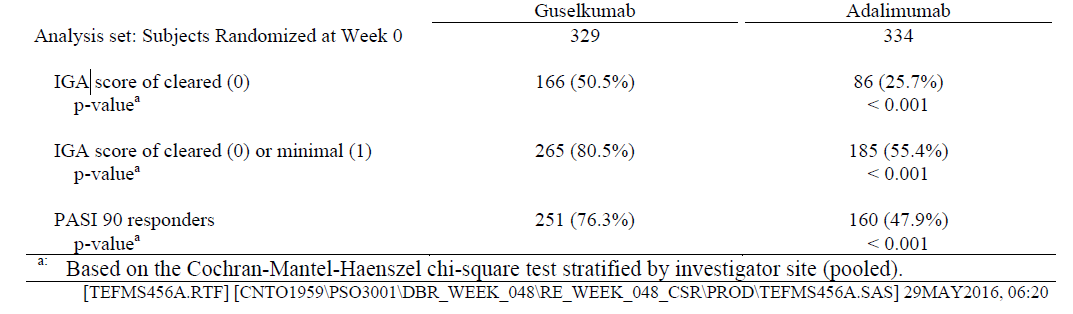 Guselkumab Adalimumab
Analysis set: Subjects Randomized at Week 0 329 334
IGA score of cleared (0) 166 (50.5%) 86 (25.7%)
p-valueª < 0.001
IGA score of cleared (0) or minimal (1) 265 (80.5%) 185 (55.4%)
p-valueª < 0.001
PASI 90 responders 251 (76.3%) 160 (47.9%)
p-valueª < 0.001
a: Based on the Cochran-Mantel-Haenszel chi-square test stratified by investigator site (pooled).
[TEFMS456A.RTF] [CNTO1959\PSO3001\DBR_WEEK_048\RE_WEEK_048_CSR\PROD\TEFMS456A.SAS] 29MAY2016, 06:20